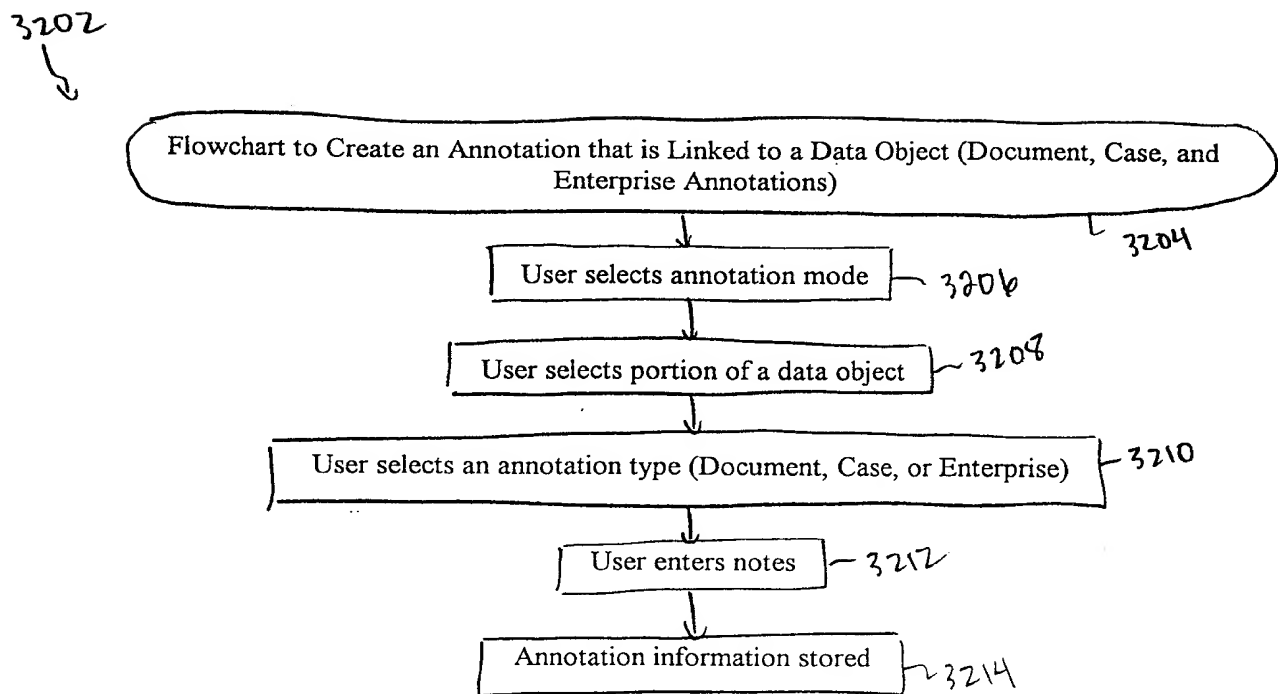 3202
Flowchart to Create an Annotation that is Linked to a Data Object (Document, Case, and
Enterprise Annotations)
3204
User selects annotation mode
3206
User selects portion of a data object
3208
User selects an annotation type (Document, Case, or Enterprise)
3210
User enters notes
3212
Annotation information stored
3214